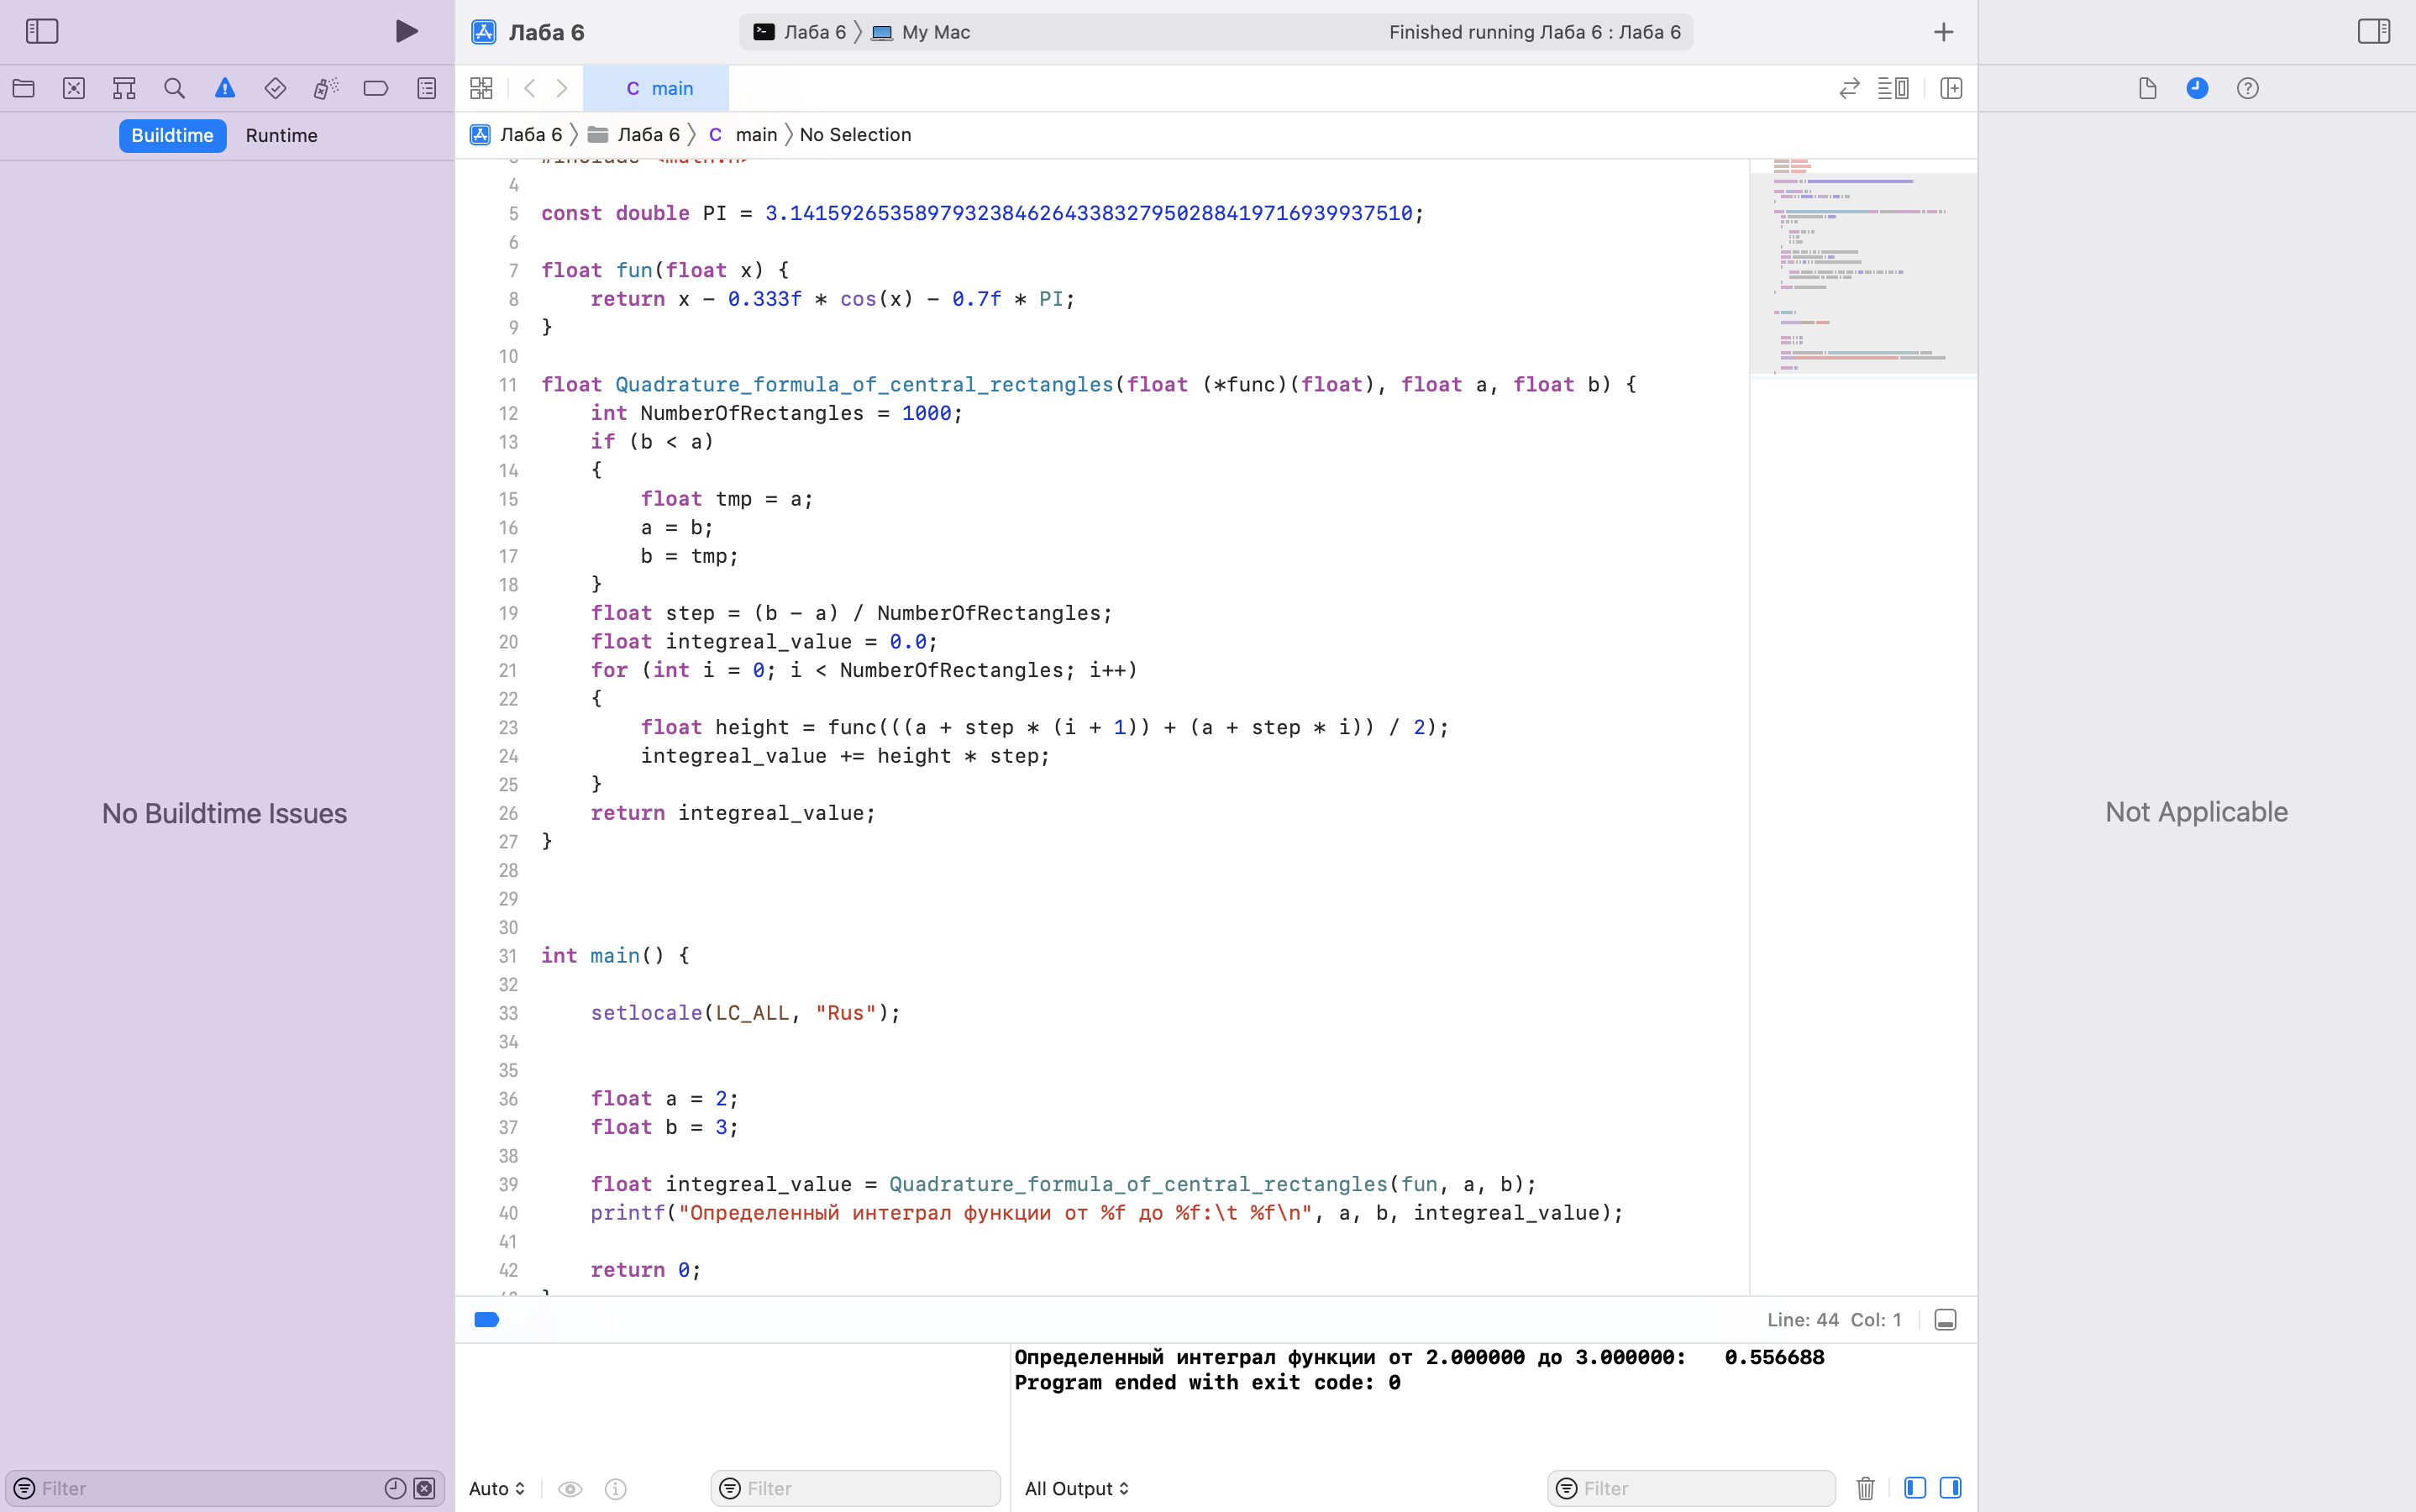 Лаба 6
Лаба 6 〉 My Mac
Finished running Лаба 6 : Лаба 6
C main
Buildtime Runtime
Лаба 6 〉 Лаба 6 〉 C main 〉 No Selection
3 #include <math.h>
4
5 const double PI = 3.14159265358979323846264338327950288419716939937510;
6
7 float fun(float x) {
8 return x - 0.333f * cos(x) - 0.7f * PI;
9 }
10
11 float Quadrature_formula_of_central_rectangles(float (*func)(float), float a, float b) {
12 int NumberOfRectangles = 1000;
13 if (b < a)
14 {
15 float tmp = a;
16 a = b;
17 b = tmp;
18 }
19 float step = (b - a) / NumberOfRectangles;
20 float integreal_value = 0.0;
21 for (int i = 0; i < NumberOfRectangles; i++)
22 {
23 float height = func(((a + step * (i + 1)) + (a + step * i)) / 2);
24 integreal_value += height * step;
25 }
26 return integreal_value;
27 }
28
29
30
31 int main() {
32
33 setlocale(LC_ALL, "Rus");
34
35
36 float a = 2;
37 float b = 3;
38
39 float integreal_value = Quadrature_formula_of_central_rectangles(fun, a, b);
40 printf("Определенный интеграл функции от %f до %f:\t %f\n", a, b, integreal_value);
41
42 return 0;
43 }
No Buildtime Issues
Not Applicable
Line: 44 Col: 1
Определенный интеграл функции от 2.000000 до 3.000000: 0.556688
Program ended with exit code: 0
Filter
Auto
Filter
All Output
Filter